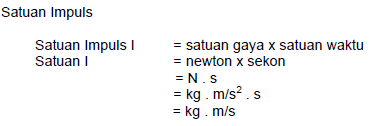 Satuan Impuls
Satuan Impuls I = satuan gaya x satuan waktu
Satuan I = newton x sekon
= N . s
= kg . m/s² . s
= kg . m/s